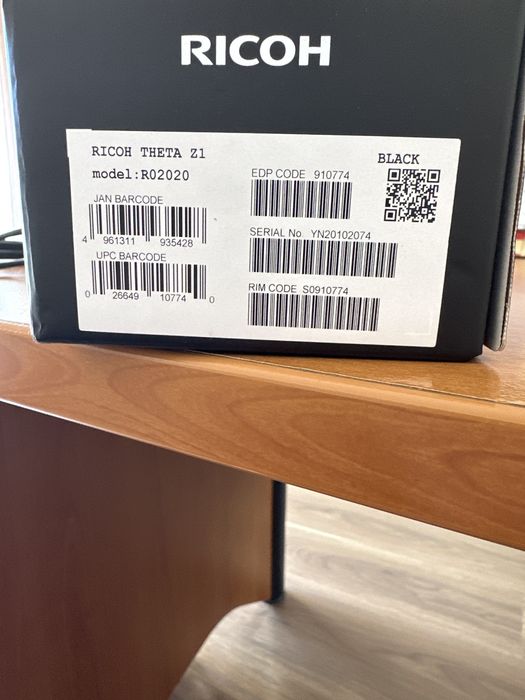 RICOH
RICOH THETA Z1
model:R02020
JAN BARCODE
4 961311 935428
UPC BARCODE
0 26649 10774 0
EDP CODE 910774
SERIAL No. YN20102074
RIM CODE S0910774
BLACK